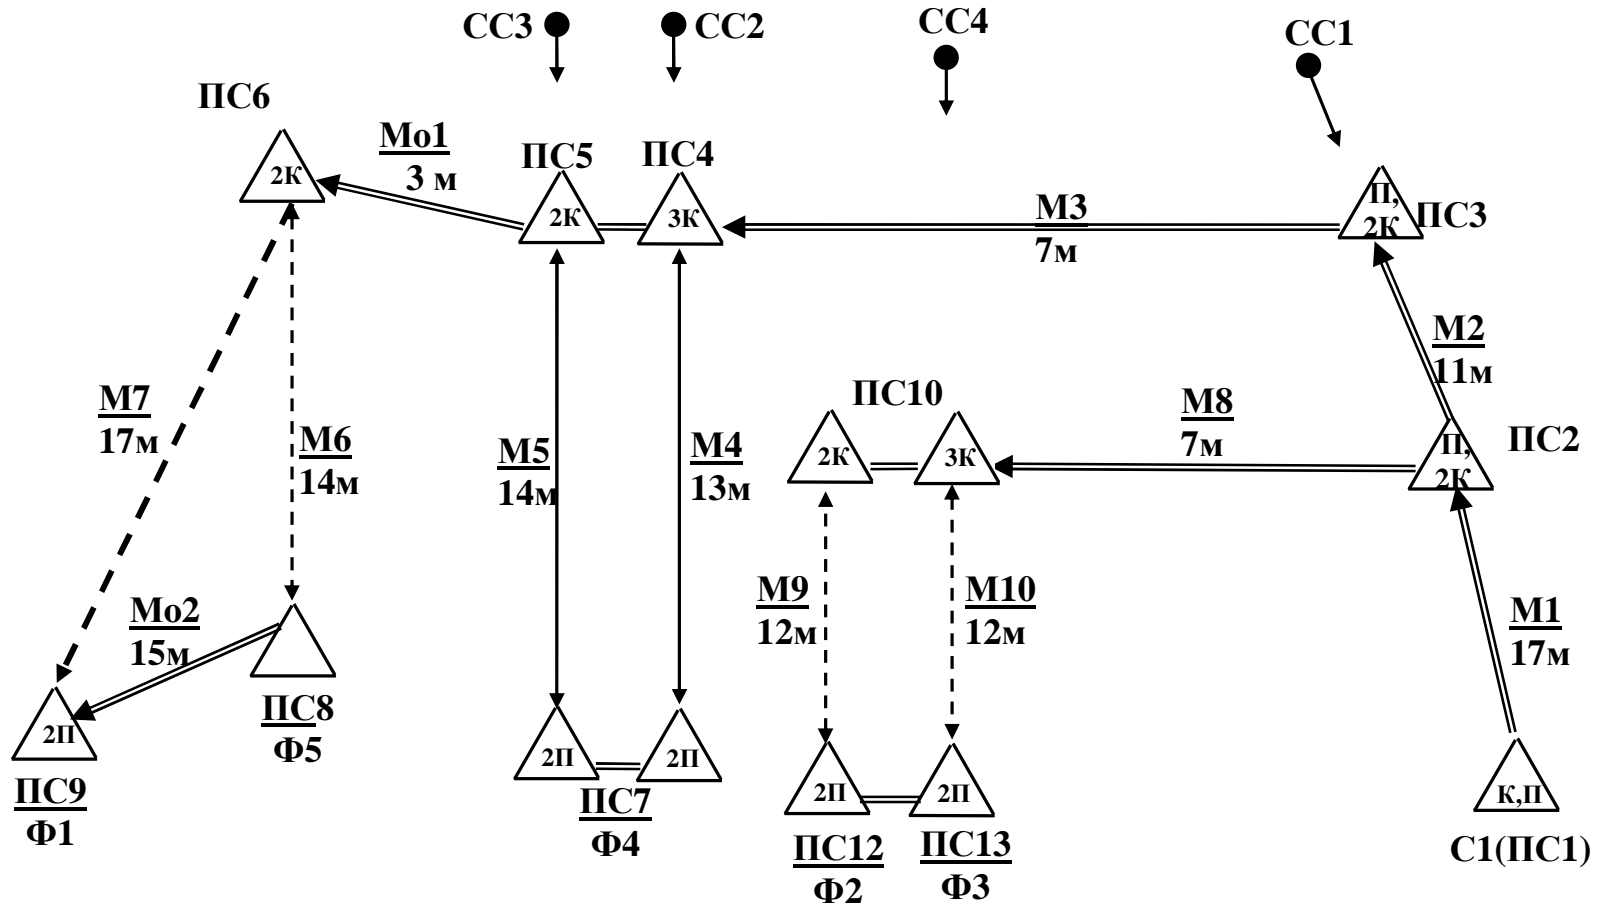 СС3
СС2
СС4
СС1
ПС6
Мо1
3 м
ПС5
ПС4
2К
2К
3К
М3
7м
П,
2К
ПС3
М2
11м
М7
17м
М6
14м
М5
14м
М4
13м
ПС10
2К
3К
М8
7м
П,
2К
ПС2
Мо2
15м
М9
12м
М10
12м
М1
17м
2П
ПС9
Ф1
ПС8
Ф5
2П
2П
ПС7
Ф4
2П
2П
ПС12
Ф2
ПС13
Ф3
К,П
С1(ПС1)